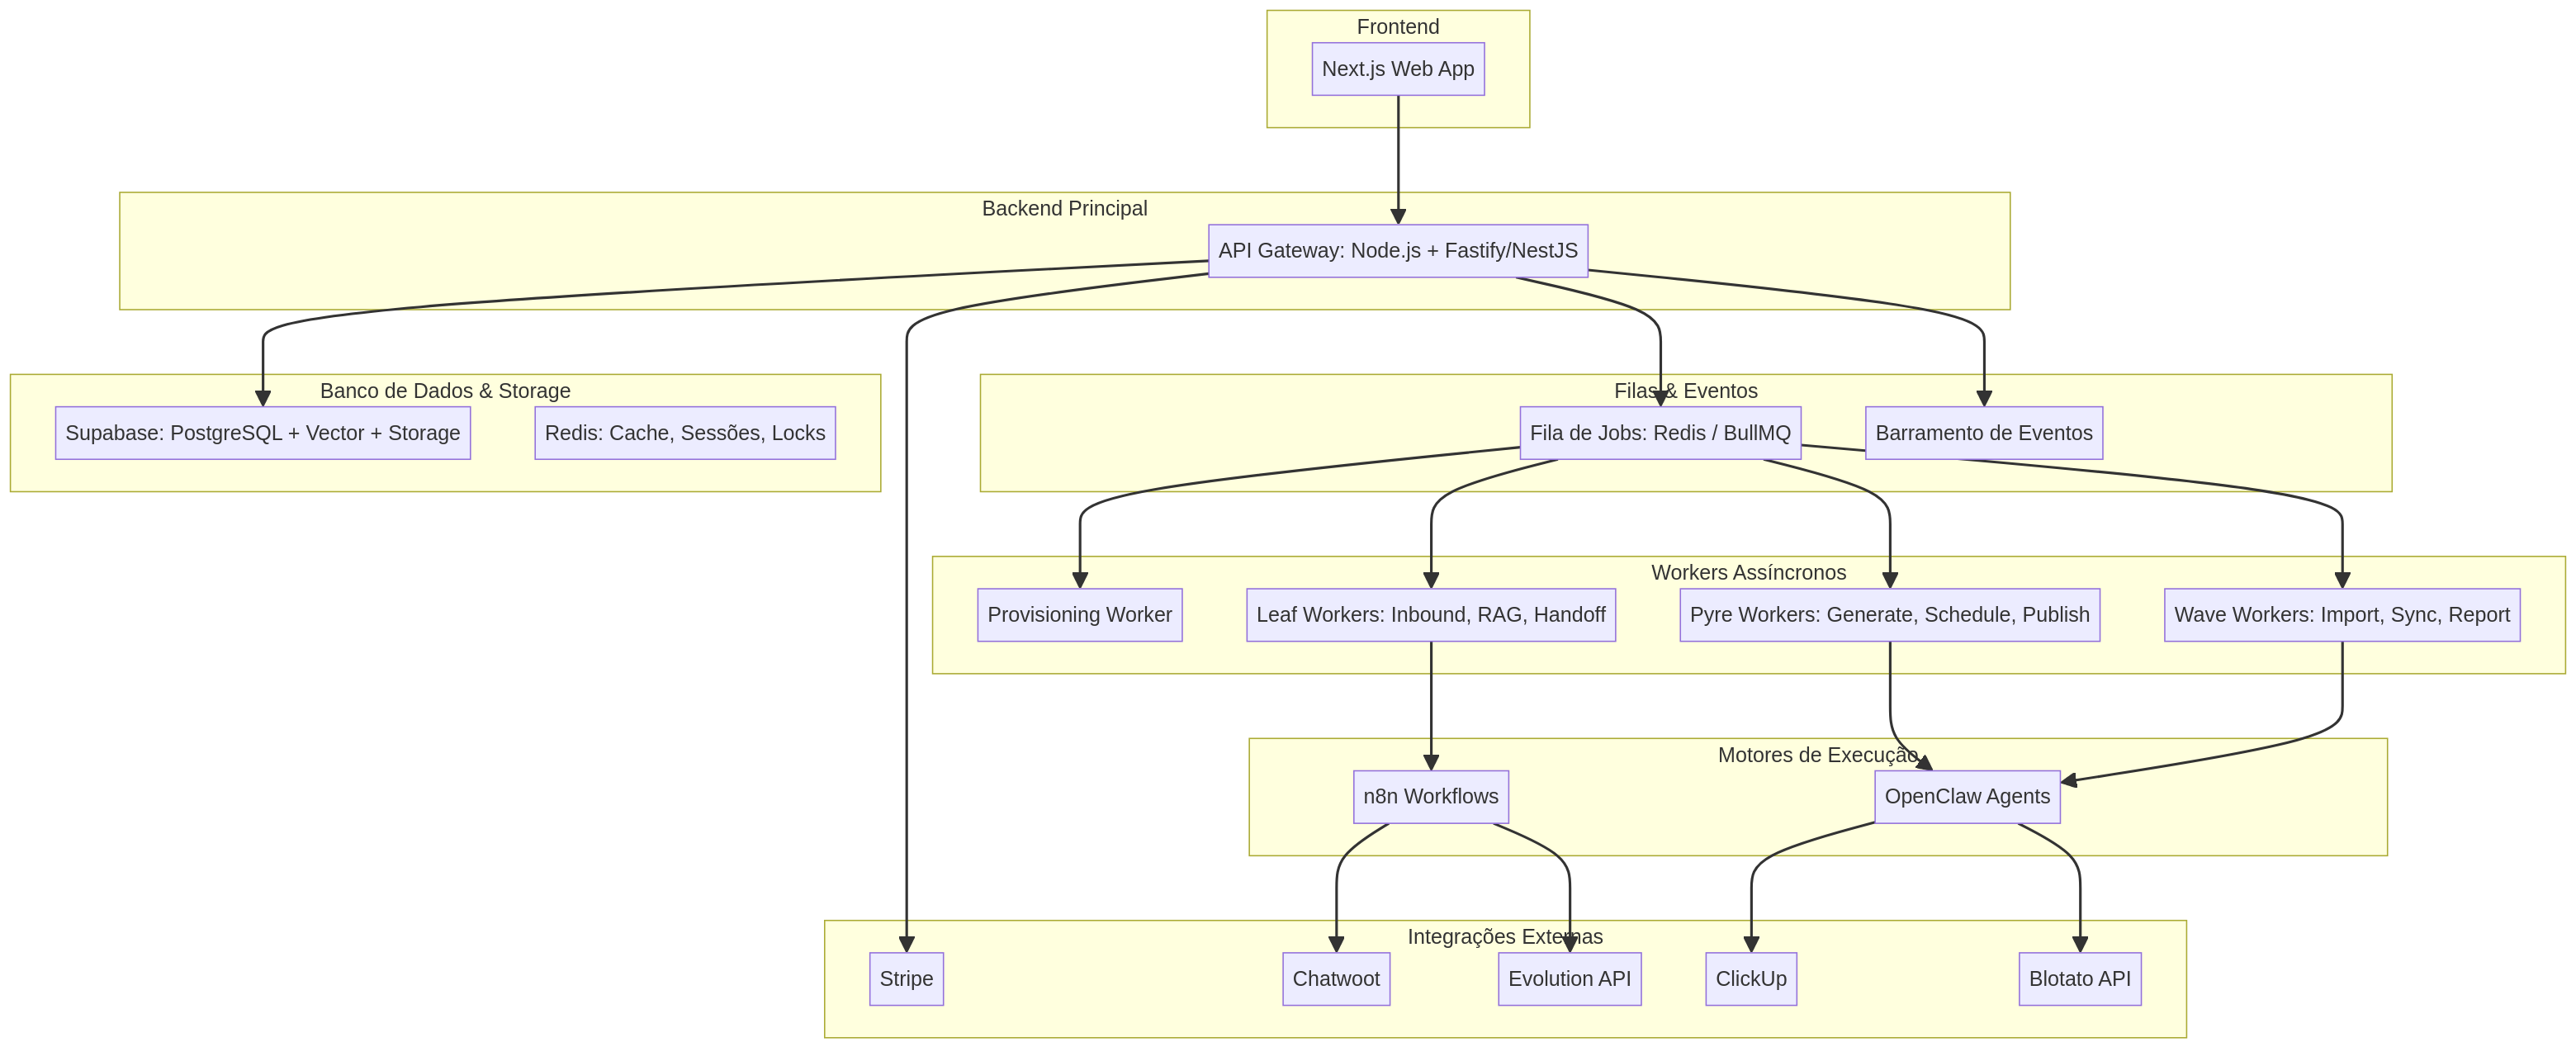 Frontend
Next.js Web App
Backend Principal
API Gateway: Node.js + Fastify/NestJS
Banco de Dados & Storage
Supabase: PostgreSQL + Vector + Storage
Redis: Cache, Sessões, Locks
Filas & Eventos
Fila de Jobs: Redis / BullMQ
Barramento de Eventos
Workers Assíncronos
Provisioning Worker
Leaf Workers: Inbound, RAG, Handoff
Pyre Workers: Generate, Schedule, Publish
Wave Workers: Import, Sync, Report
Motores de Execução
n8n Workflows
OpenClaw Agents
Integrações Externas
Stripe
Chatwoot
Evolution API
ClickUp
Blotato API